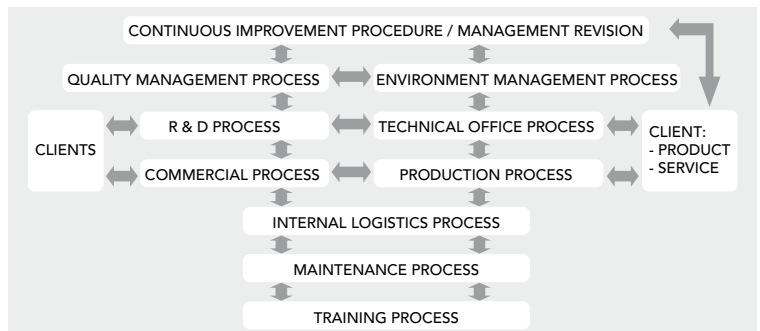 CONTINUOUS IMPROVEMENT PROCEDURE / MANAGEMENT REVISION
QUALITY MANAGEMENT PROCESS
ENVIRONMENT MANAGEMENT PROCESS
CLIENTS
R & D PROCESS
TECHNICAL OFFICE PROCESS
CLIENT:
- PRODUCT
- SERVICE
COMMERCIAL PROCESS
PRODUCTION PROCESS
INTERNAL LOGISTICS PROCESS
MAINTENANCE PROCESS
TRAINING PROCESS